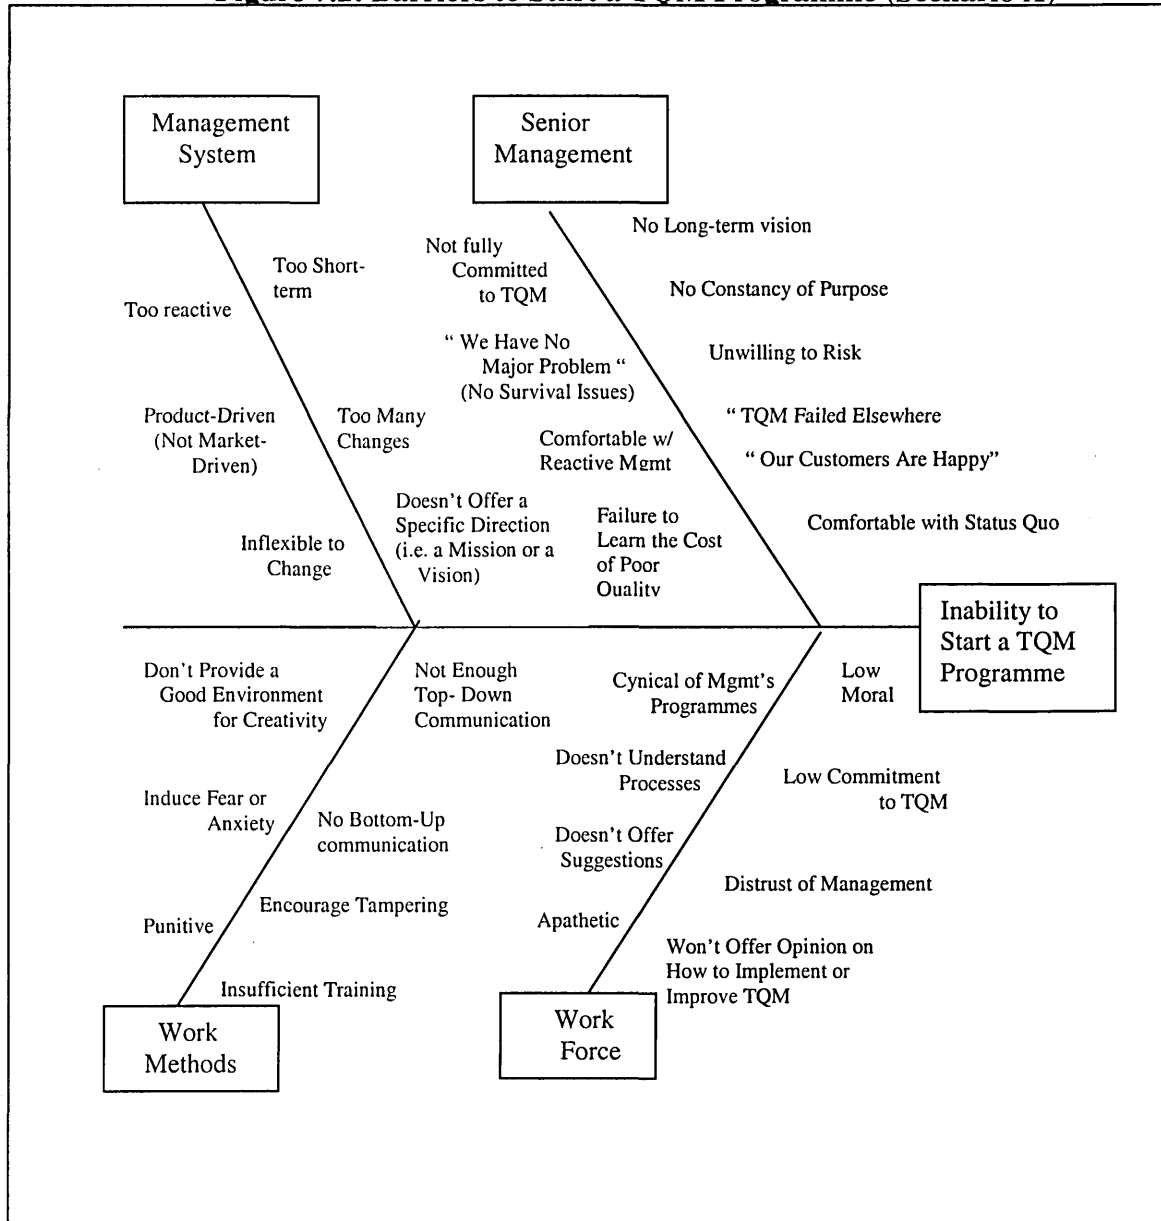 Management
System
Senior
Management
No Long-term vision
Not fully
Committed
to TQM
Too Short-
term
Too reactive
No Constancy of Purpose
“ We Have No
Major Problem “
(No Survival Issues)
Unwilling to Risk
Product-Driven
(Not Market-
Driven)
Too Many
Changes
“ TQM Failed Elsewhere
Comfortable w/
Reactive Mgmt
“ Our Customers Are Happy”
Doesn't Offer a
Specific Direction
(i.e. a Mission or a
Vision)
Failure to
Learn the Cost
of Poor
Quality
Comfortable with Status Quo
Inflexible to
Change
Inability to
Start a TQM
Programme
Don't Provide a
Good Environment
for Creativity
Not Enough
Top- Down
Communication
Cynical of Mgmt's
Programmes
Low
Moral
Doesn't Understand
Processes
Low Commitment
to TQM
Induce Fear or
Anxiety
No Bottom-Up
communication
Doesn't Offer
Suggestions
Distrust of Management
Encourage Tampering
Punitive
Apathetic
Won't Offer Opinion on
How to Implement or
Improve TQM
Insufficient Training
Work
Methods
Work
Force